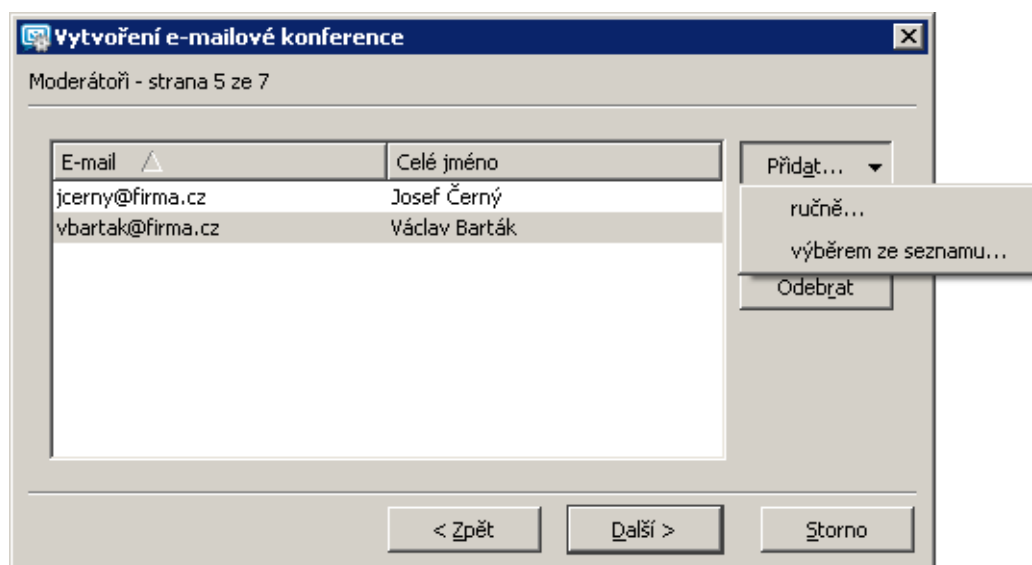 Vytvoření e-mailové konference
Moderátoři - strana 5 ze 7
E-mail Celé jméno
jcerny@firma.cz Josef Černý
vbartak@firma.cz Václav Barták
Přidat...
ručně...
výběrem ze seznamu...
Odebrat
< Zpět Další > Storno